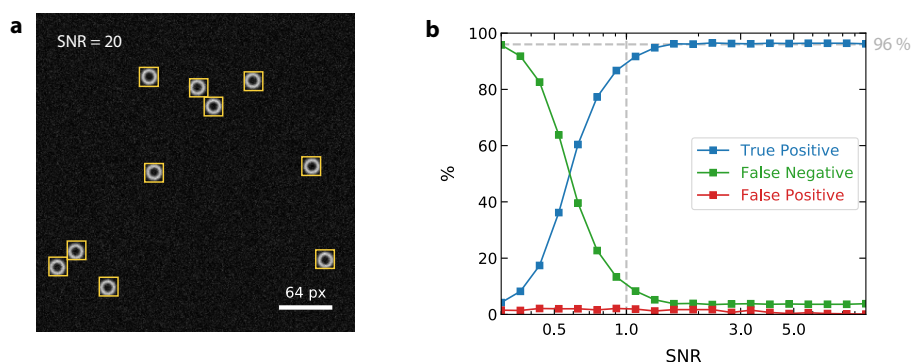 a
SNR = 20
64 px
b
%
100
80
60
40
20
0
96 %
True Positive
False Negative
False Positive
0.5
1.0
3.0
5.0
SNR